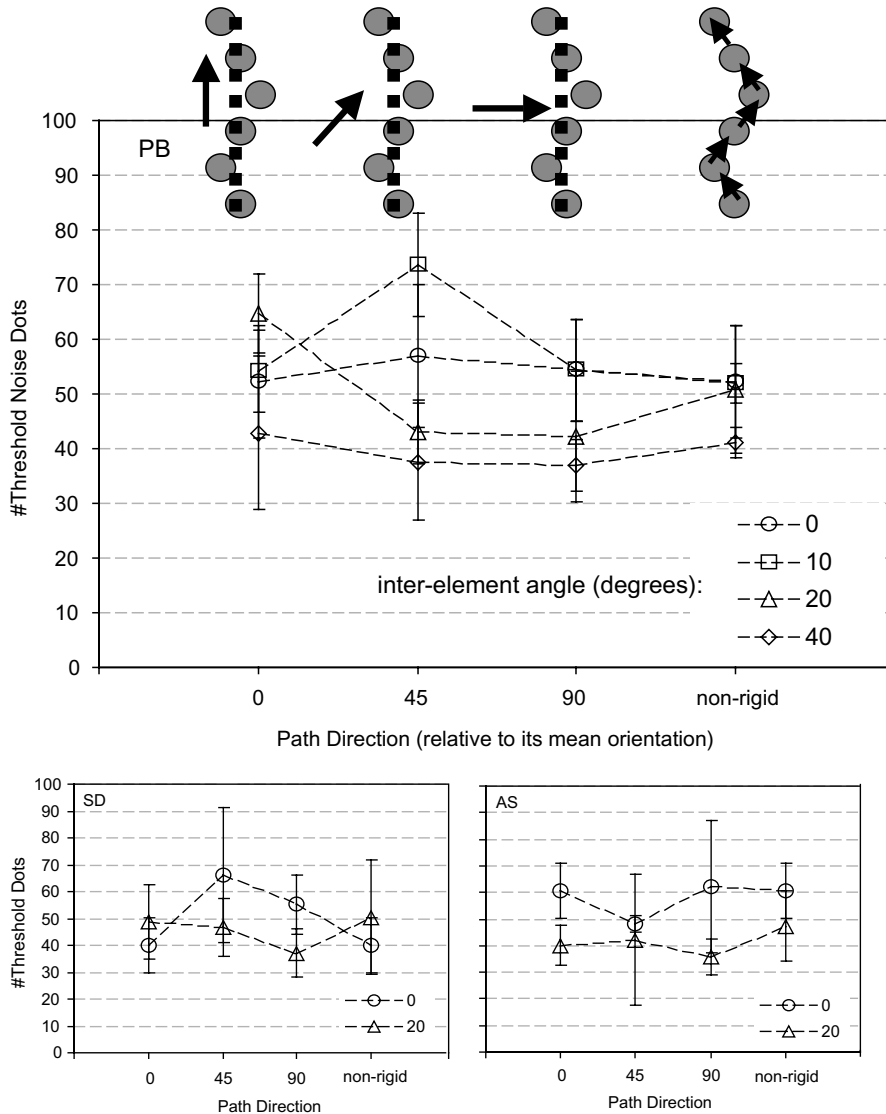 100
PB
90
80
70
60
50
40
30
20
10
0
#Threshold Noise Dots
0
10
inter-element angle (degrees):
20
40
0 45 90 non-rigid
Path Direction (relative to its mean orientation)
100
90
80
70
60
50
40
30
20
10
0
#Threshold Dots
SD
0
20
0 45 90 non-rigid
Path Direction
AS
0
20
0 45 90 non-rigid
Path Direction